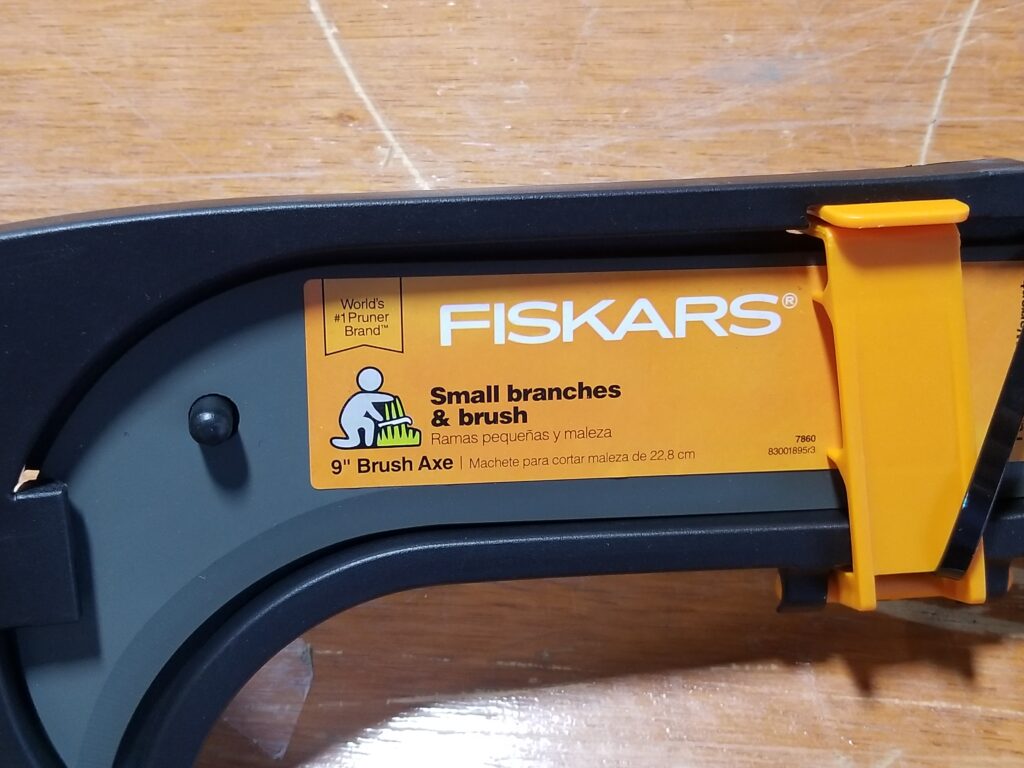 World's
#1 Pruner
Brand™
FISKARS®
Small branches
& brush
Ramas pequeñas y maleza
9" Brush Axe | Machete para cortar maleza de 22,8 cm
7860
83001895r3